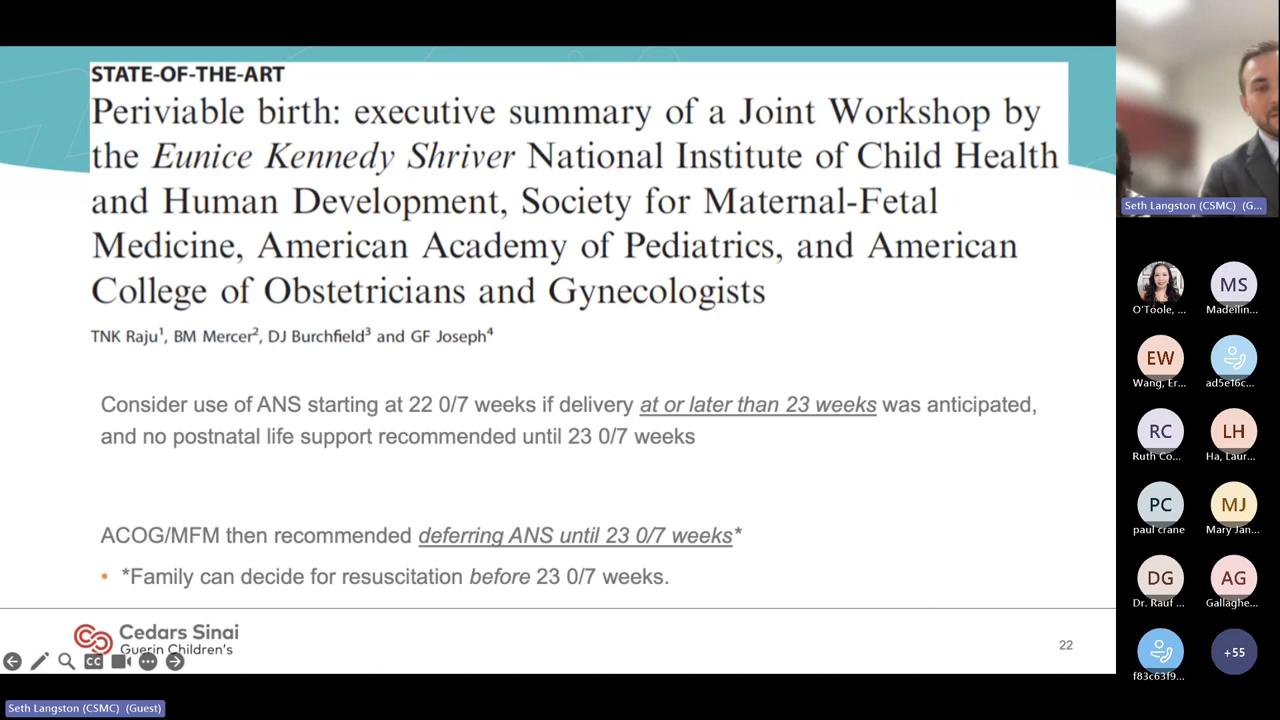 STATE-OF-THE-ART
Periviable birth: executive summary of a Joint Workshop by
the Eunice Kennedy Shriver National Institute of Child Health
and Human Development, Society for Maternal-Fetal
Medicine, American Academy of Pediatrics, and American
College of Obstetricians and Gynecologists
TNK Raju¹, BM Mercer², DJ Burchfield³ and GF Joseph⁴
Consider use of ANS starting at 22 0/7 weeks if delivery at or later than 23 weeks was anticipated,
and no postnatal life support recommended until 23 0/7 weeks
ACOG/MFM then recommended deferring ANS until 23 0/7 weeks*
• *Family can decide for resuscitation before 23 0/7 weeks.
Cedars Sinai
Guerin Children's
22
CC
Seth Langston (CSMC) (Guest)
Seth Langston (CSMC) (G...
O'Toole, ...
MS
Madeilin...
EW
Wang, Er...
ad5e16c...
RC
Ruth Co...
LH
Ha, Laur...
PC
paul crane
MJ
Mary Jan...
DG
Dr. Rauf ...
AG
Gallaghe...
f83c63f9...
+55